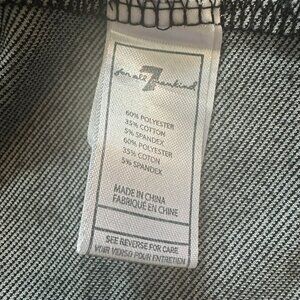 7
for all mankind
60% POLYESTER
35% COTTON
5% SPANDEX
60% POLYESTER
35% COTON
5% SPANDEX
MADE IN CHINA
FABRIQUÉ EN CHINE
SEE REVERSE FOR CARE
VOIR VERSO POUR ENTRETIEN